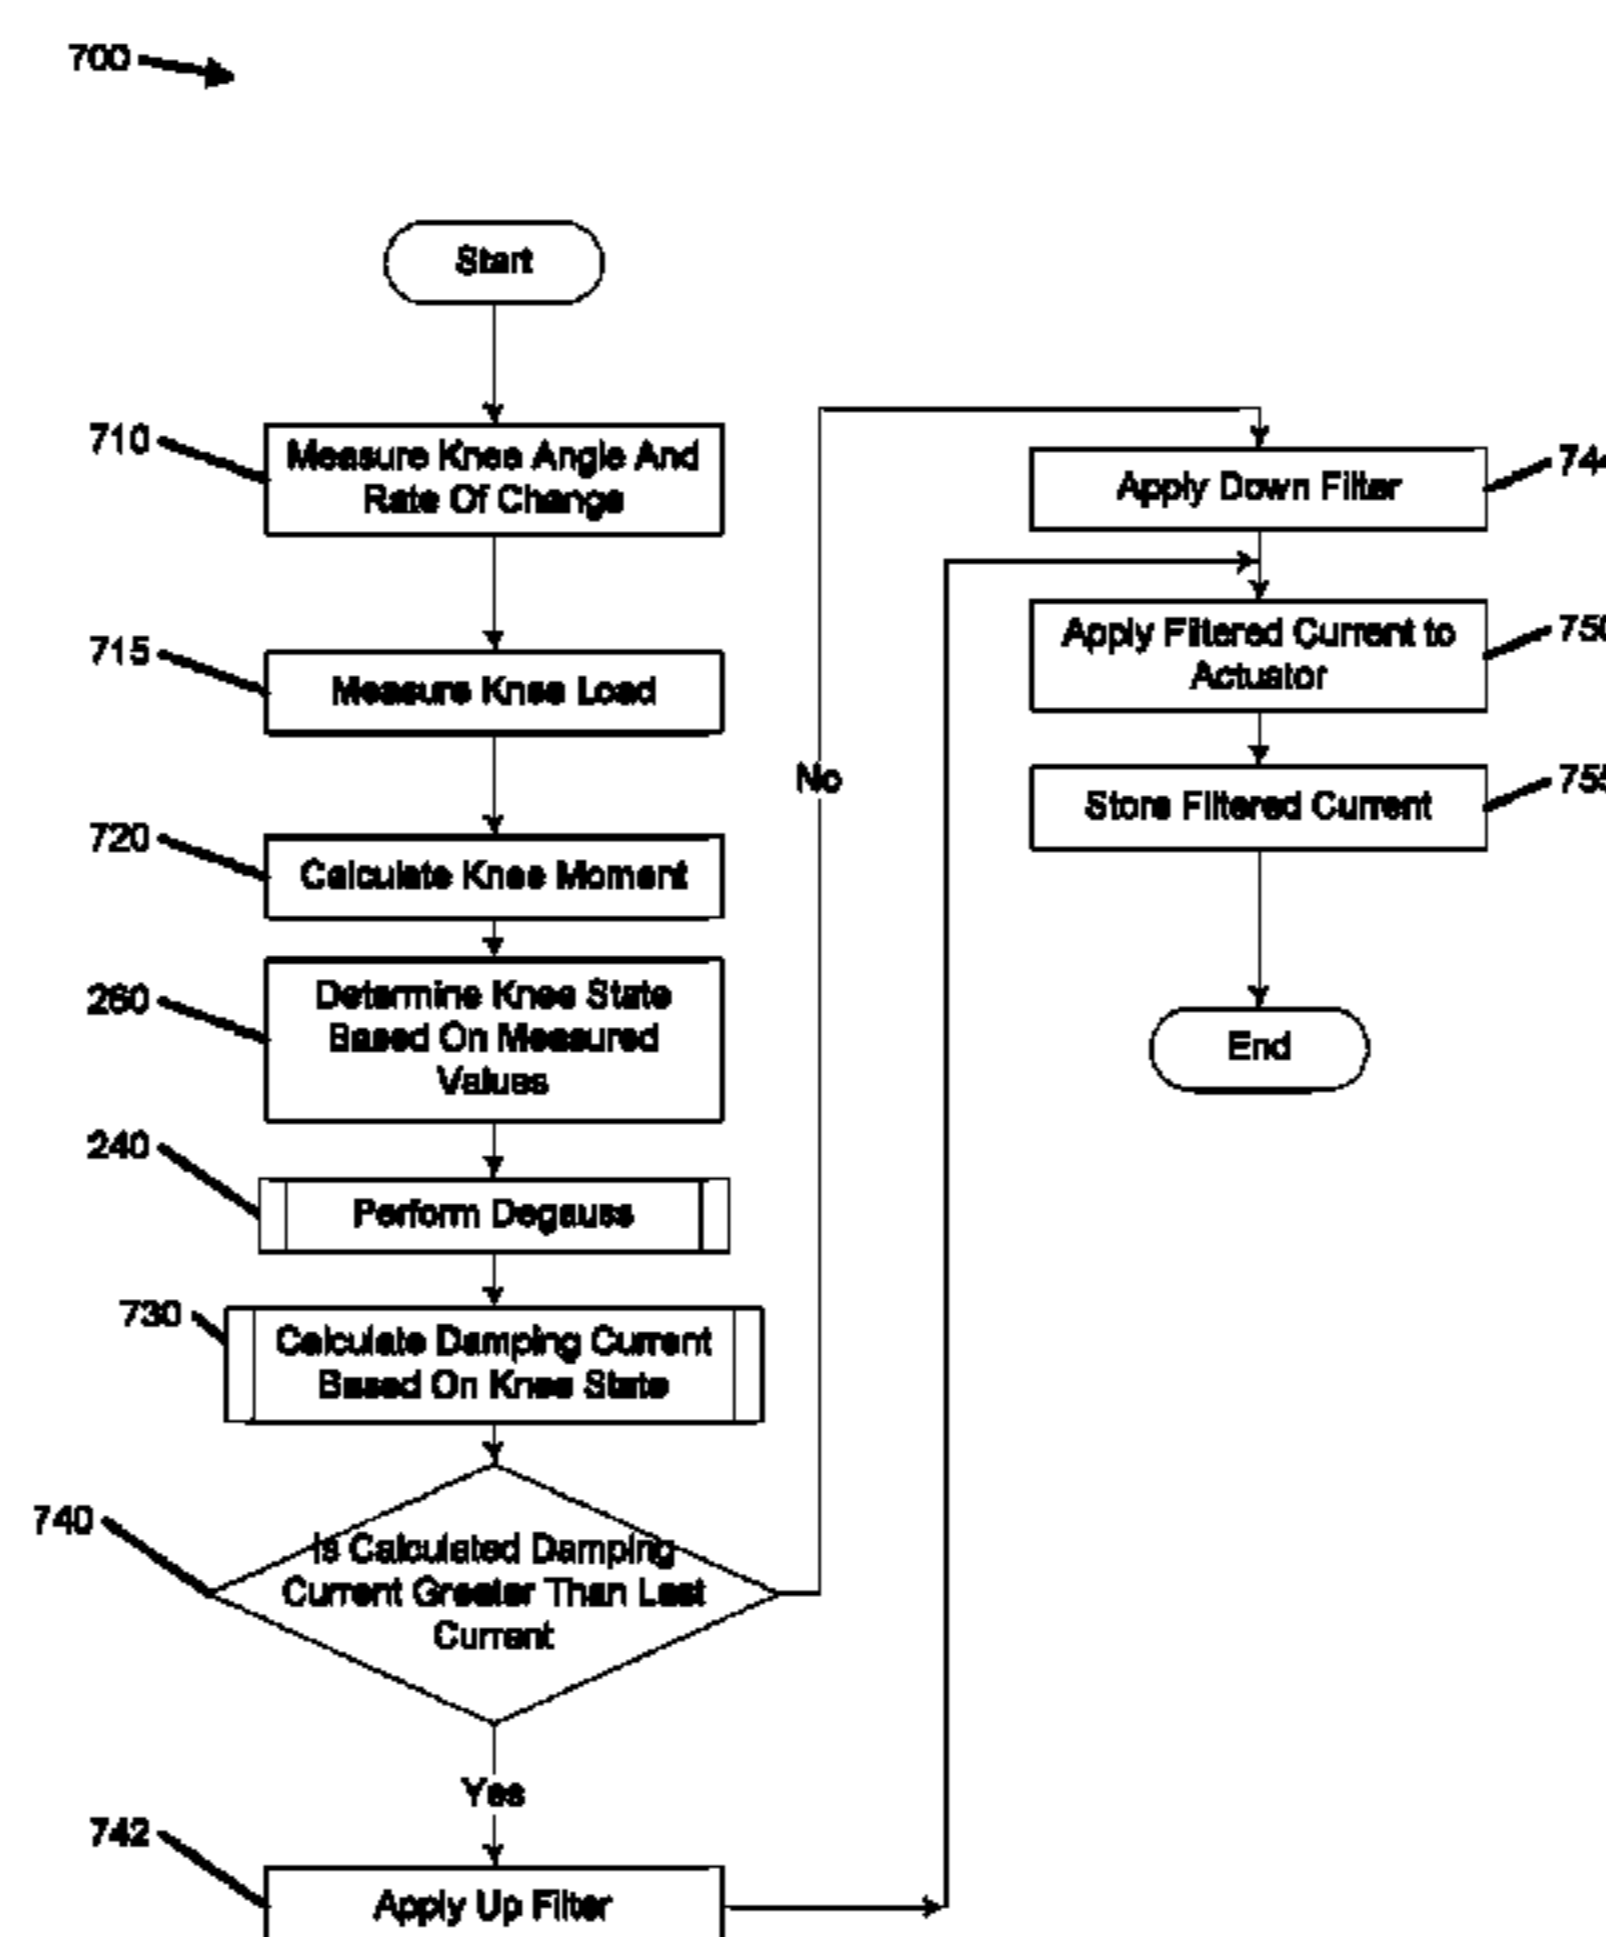 700
Start
710
Measure Knee Angle And
Rate Of Change
715
Measure Knee Load
720
Calculate Knee Moment
260
Determine Knee State
Based On Measured
Values
240
Perform Degauss
730
Calculate Damping Current
Based On Knee State
740
Is Calculated Damping
Current Greater Than Last
Current
Yes
742
Apply Up Filter
No
Apply Down Filter
744
Apply Filtered Current to
Actuator
750
Store Filtered Current
755
End